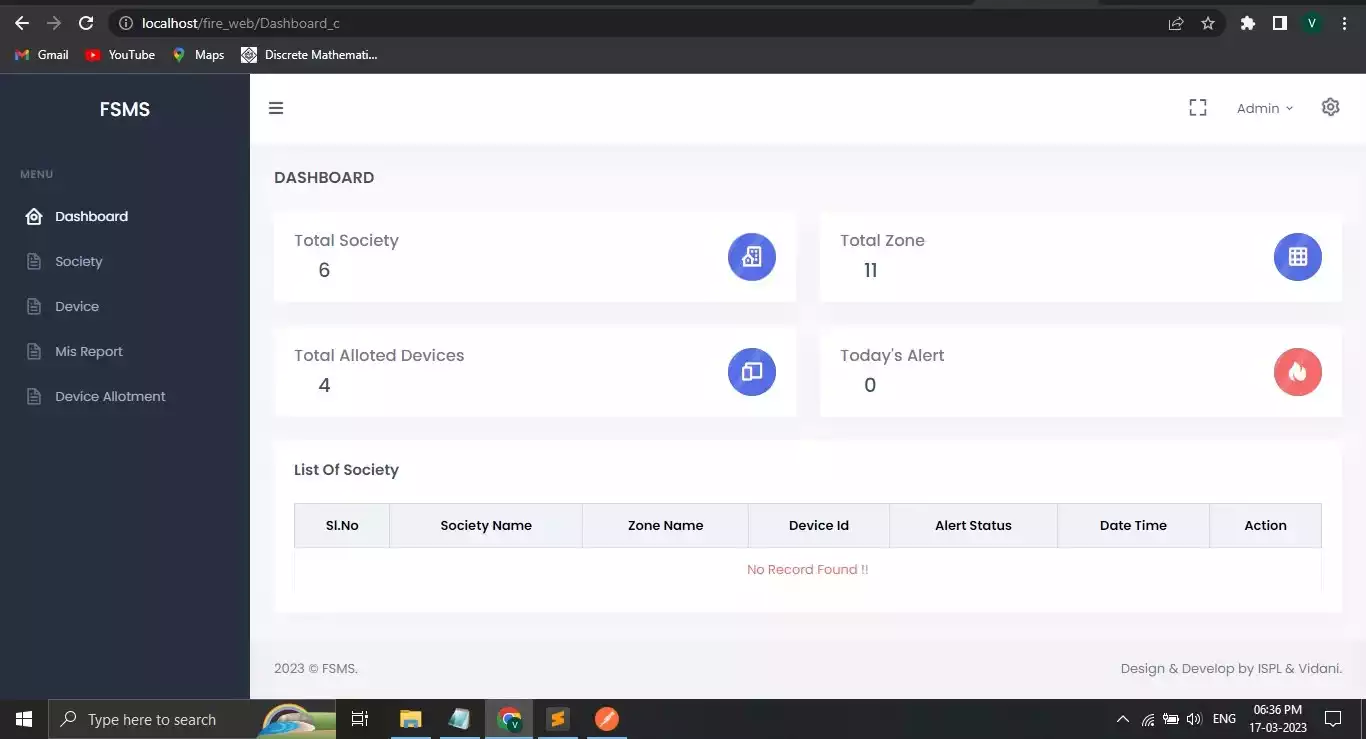 localhost/fire_web/Dashboard_c
V
Gmail
YouTube
Maps
Discrete Mathemati...
FSMS
Admin
MENU
Dashboard
Society
Device
Mis Report
Device Allotment
DASHBOARD
Total Society
6
Total Zone
11
Total Alloted Devices
4
Today's Alert
0
List Of Society
Sl.No Society Name Zone Name Device Id Alert Status Date Time Action
No Record Found !!
2023 © FSMS.
Design & Develop by ISPL & Vidani.
Type here to search
V
ENG
06:36 PM
17-03-2023